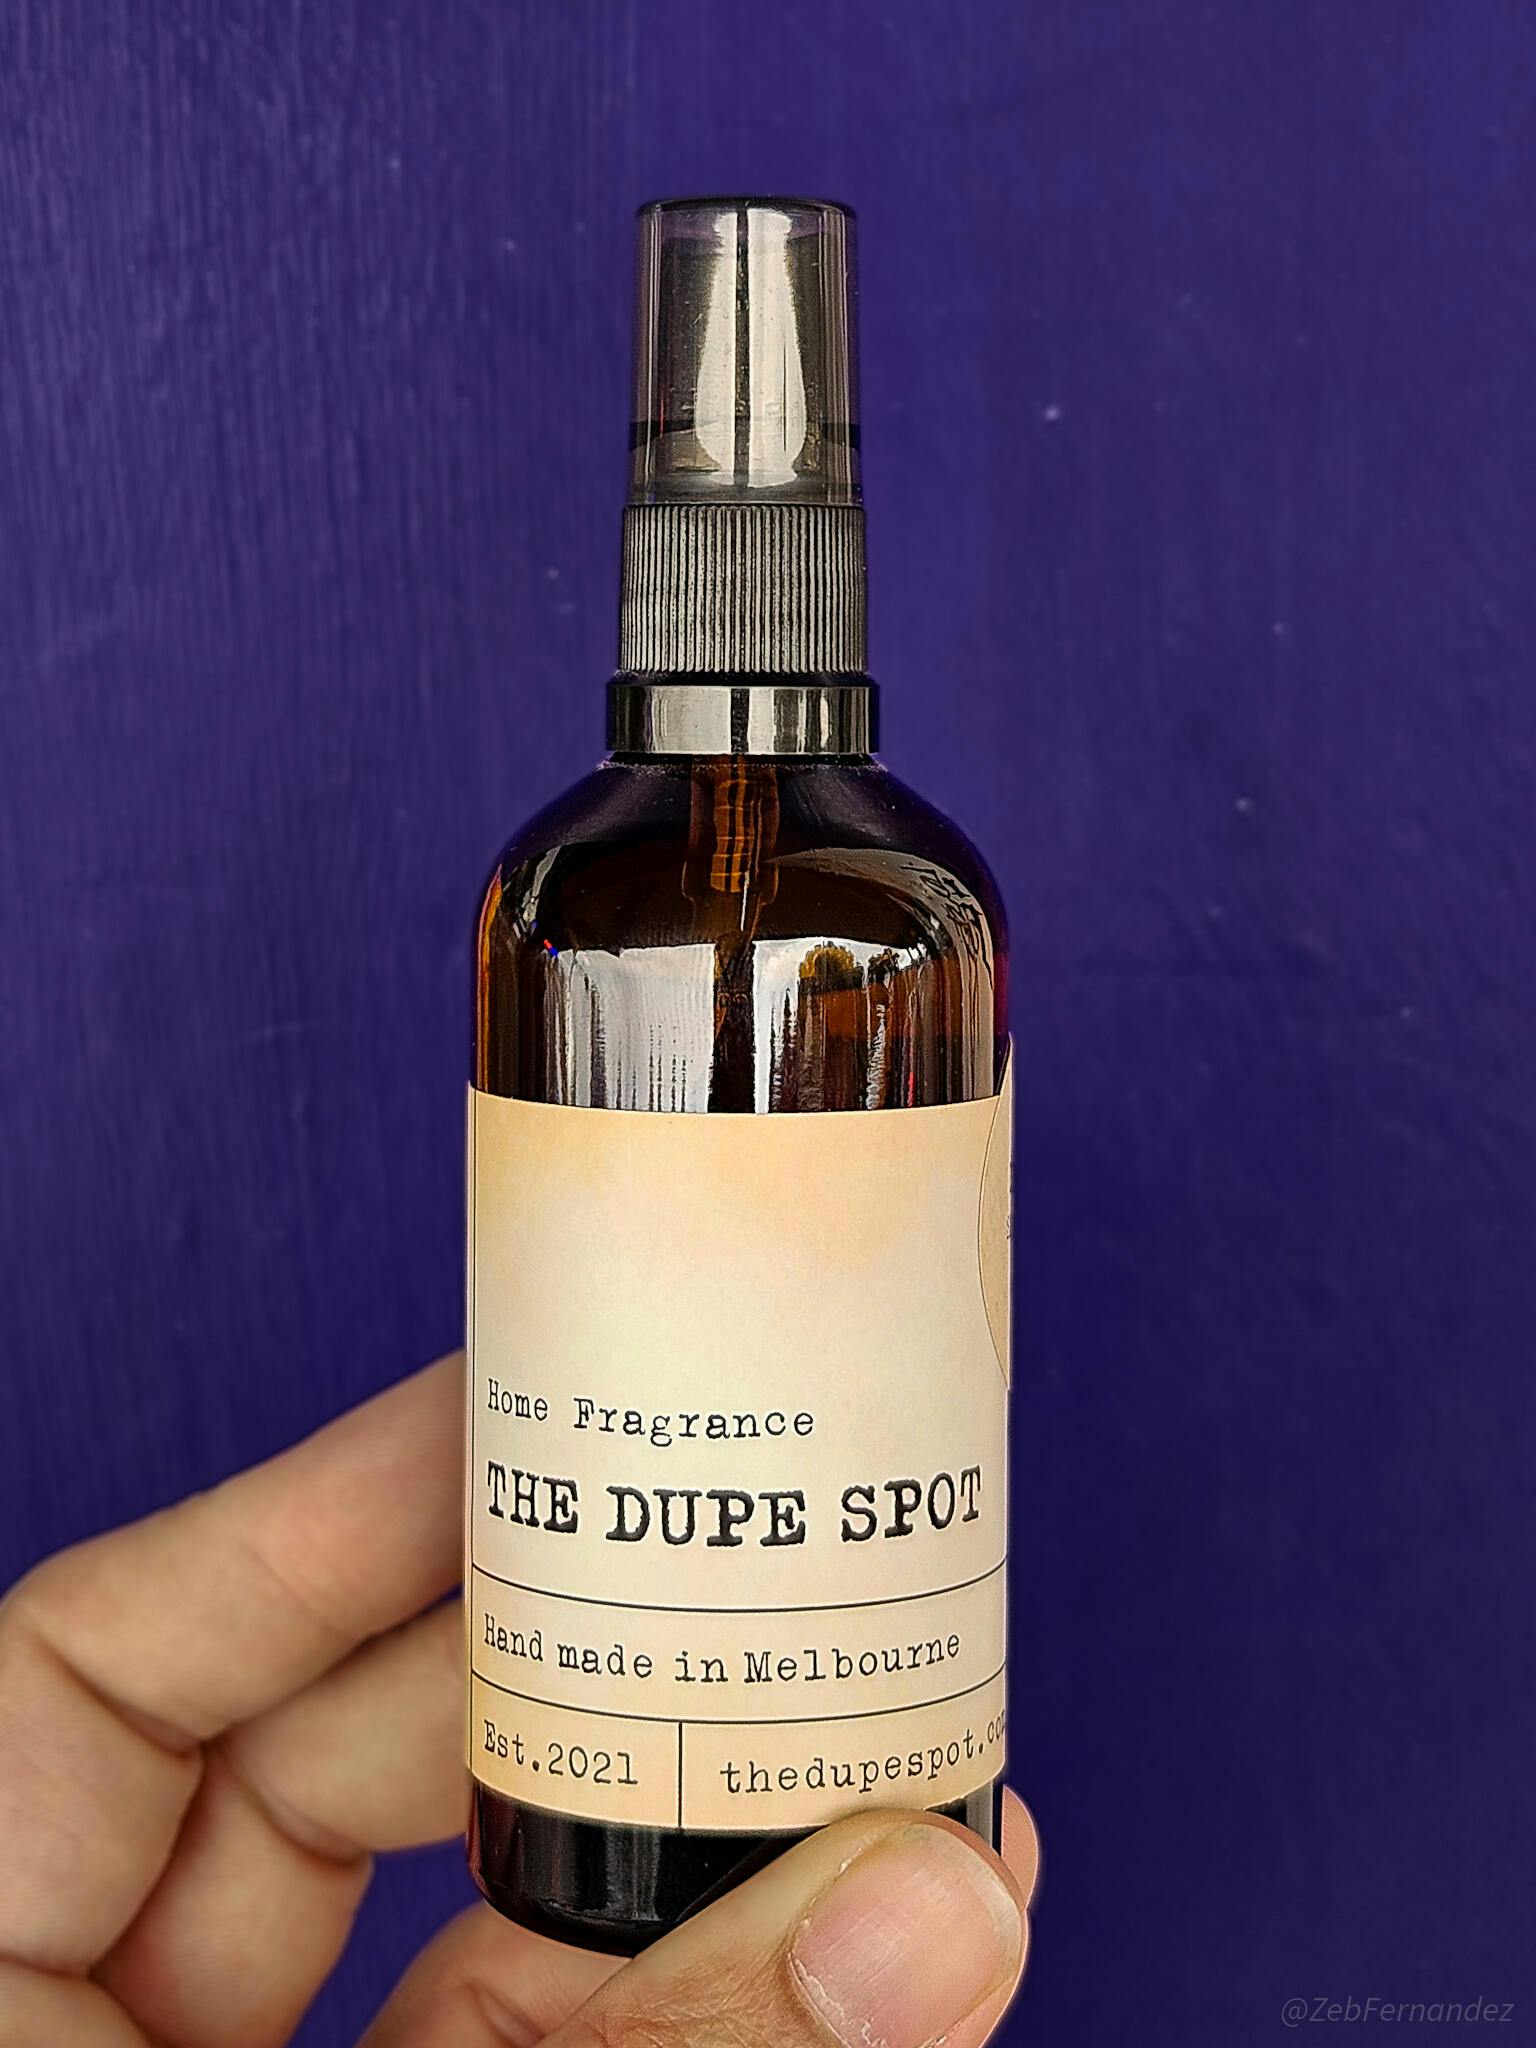 Home Fragrance
THE DUPE SPOT
Hand made in Melbourne
Est.2021
thedupespot.co
@ZebFernandez